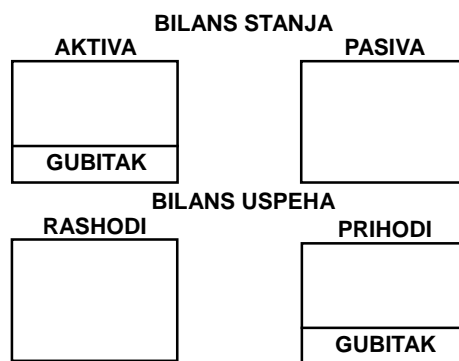 BILANS STANJA
AKTIVA PASIVA
GUBITAK
BILANS USPEHA
RASHODI PRIHODI
GUBITAK